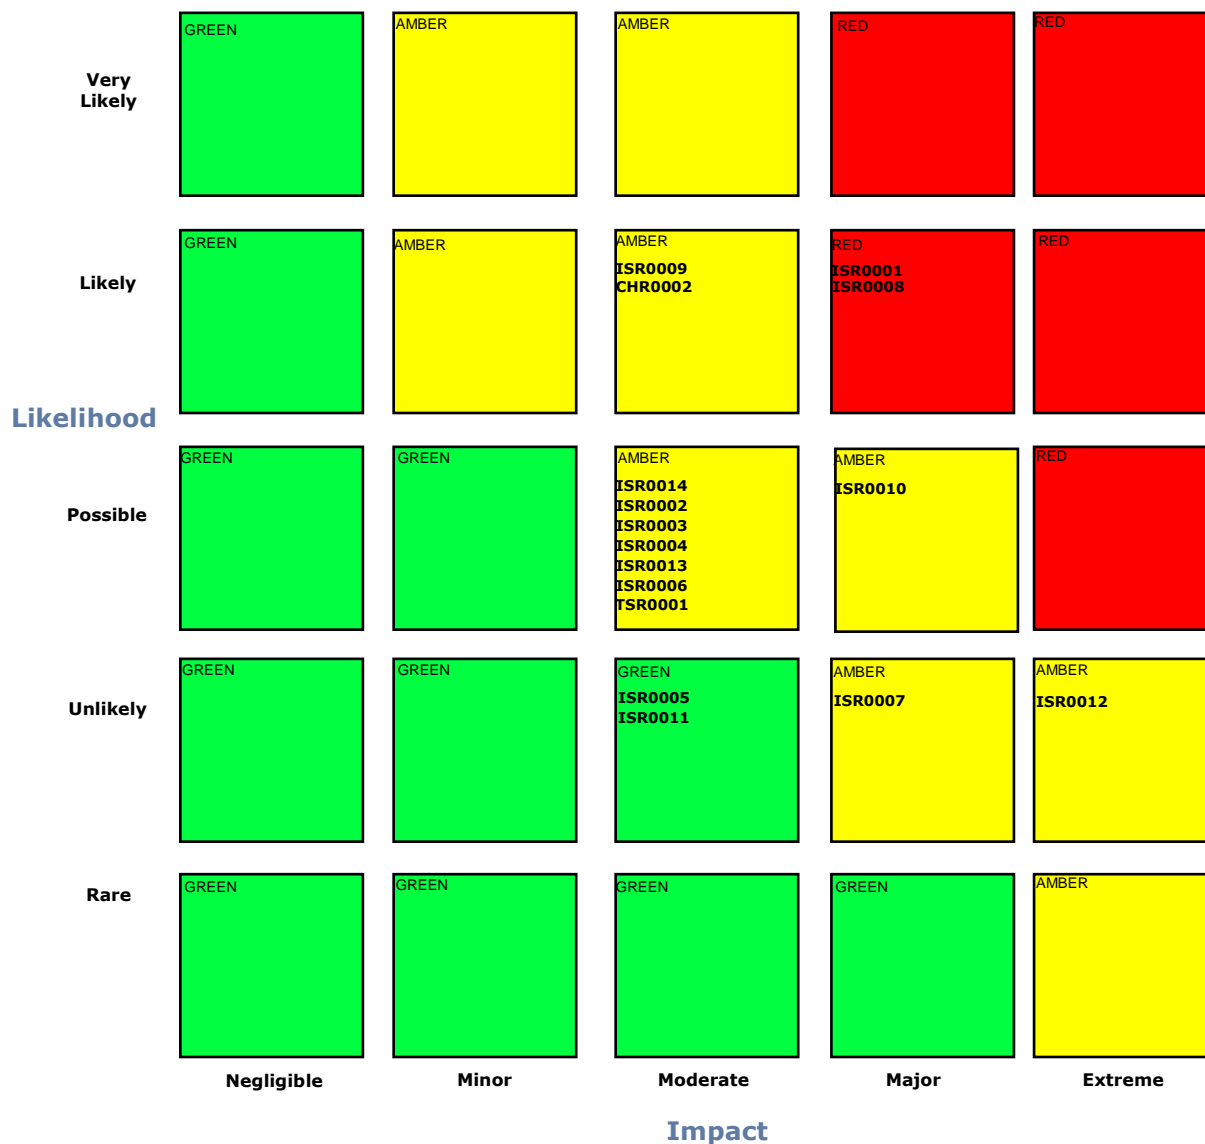 GREEN
AMBER
AMBER
RED
RED
Very
Likely
GREEN
AMBER
AMBER
ISR0009
CHR0002
RED
ISR0001
ISR0008
RED
Likely
Likelihood
GREEN
GREEN
AMBER
ISR0014
ISR0002
ISR0003
ISR0004
ISR0013
ISR0006
TSR0001
AMBER
ISR0010
RED
Possible
GREEN
GREEN
GREEN
ISR0005
ISR0011
AMBER
ISR0007
AMBER
ISR0012
Unlikely
GREEN
GREEN
GREEN
GREEN
AMBER
Rare
Negligible
Minor
Moderate
Major
Extreme
Impact